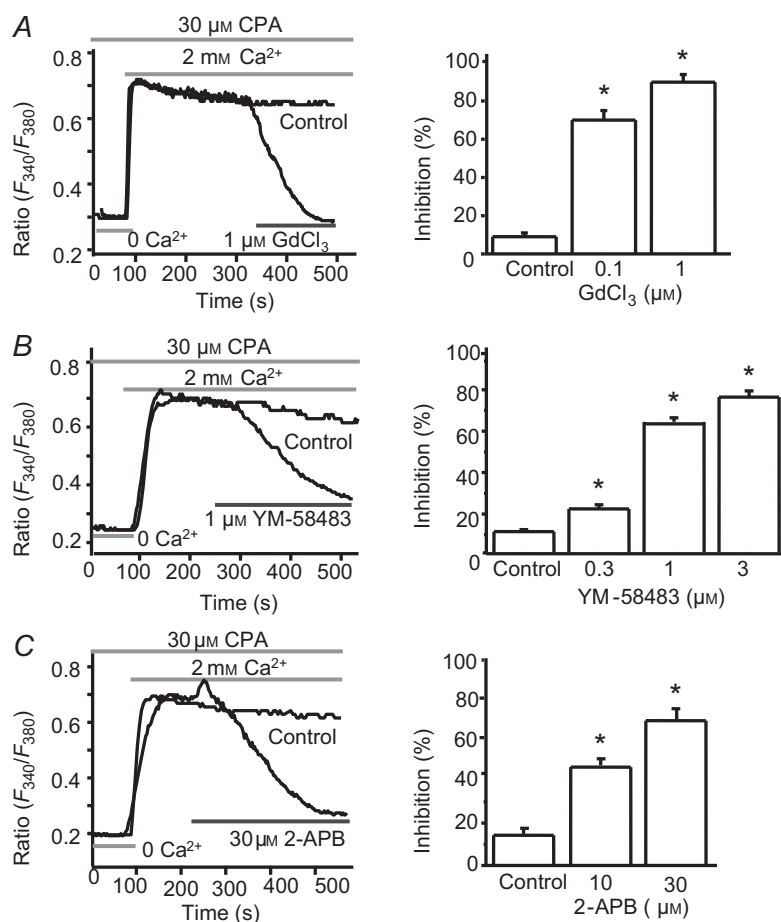 A
30 µM CPA
2 mM Ca²⁺
0.8
0.6
0.4
0.2
Ratio (F₃₄₀/F₃₈₀)
Control
0 Ca²⁺
1 µM GdCl₃
0 100 200 300 400 500
Time (s)
Inhibition (%)
100
80
60
40
20
0
*
*
Control 0.1 1
GdCl₃ (µM)
B
30 µM CPA
2 mM Ca²⁺
0.8
0.6
0.4
0.2
Ratio (F₃₄₀/F₃₈₀)
Control
0 Ca²⁺
1 µM YM-58483
0 100 200 300 400 500
Time (s)
Inhibition (%)
100
80
60
40
20
0
*
*
*
Control 0.3 1 3
YM-58483 (µM)
C
30 µM CPA
2 mM Ca²⁺
0.8
0.6
0.4
0.2
Ratio (F₃₄₀/F₃₈₀)
Control
0 Ca²⁺
30 µM 2-APB
0 100 200 300 400 500
Time (s)
Inhibition (%)
100
80
60
40
20
0
*
*
Control 10 30
2-APB ( µM)